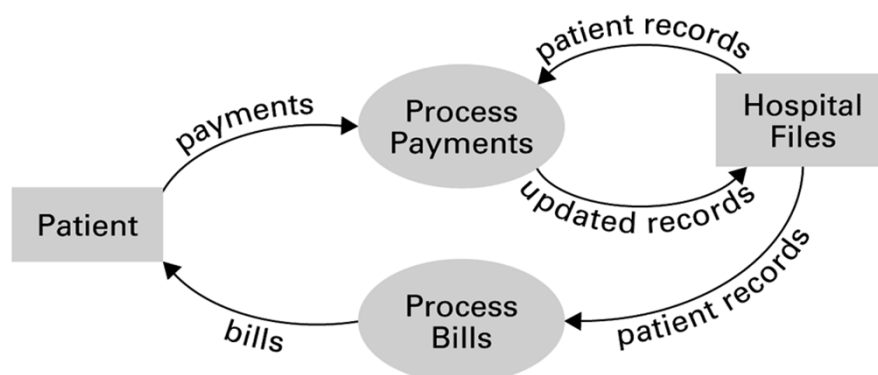 patient records
payments
Process
Payments
Hospital
Files
updated records
Patient
Process
Bills
patient records
bills